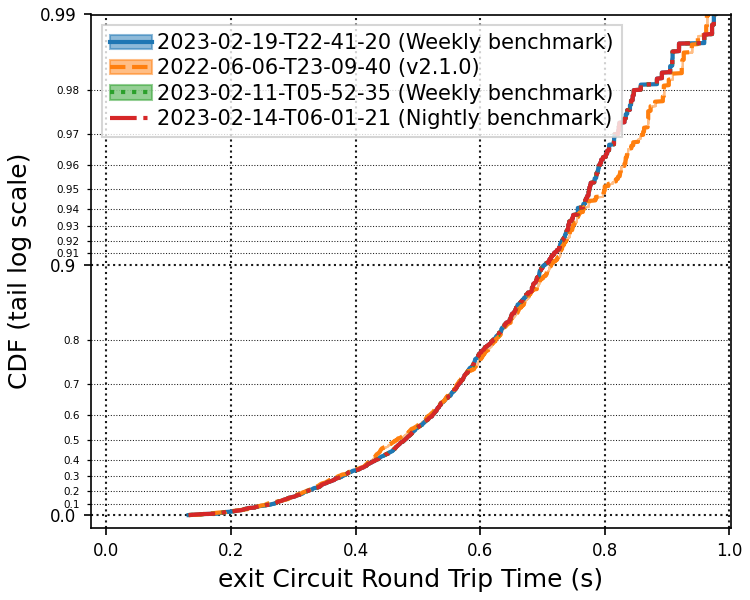 0.99
2023-02-19-T22-41-20 (Weekly benchmark)
2022-06-06-T23-09-40 (v2.1.0)
2023-02-11-T05-52-35 (Weekly benchmark)
2023-02-14-T06-01-21 (Nightly benchmark)
0.98
0.97
0.96
0.95
0.94
0.93
0.92
0.91
0.9
0.8
0.7
0.6
0.5
0.4
0.3
0.2
0.1
0.0
CDF (tail log scale)
0.0 0.2 0.4 0.6 0.8 1.0
exit Circuit Round Trip Time (s)